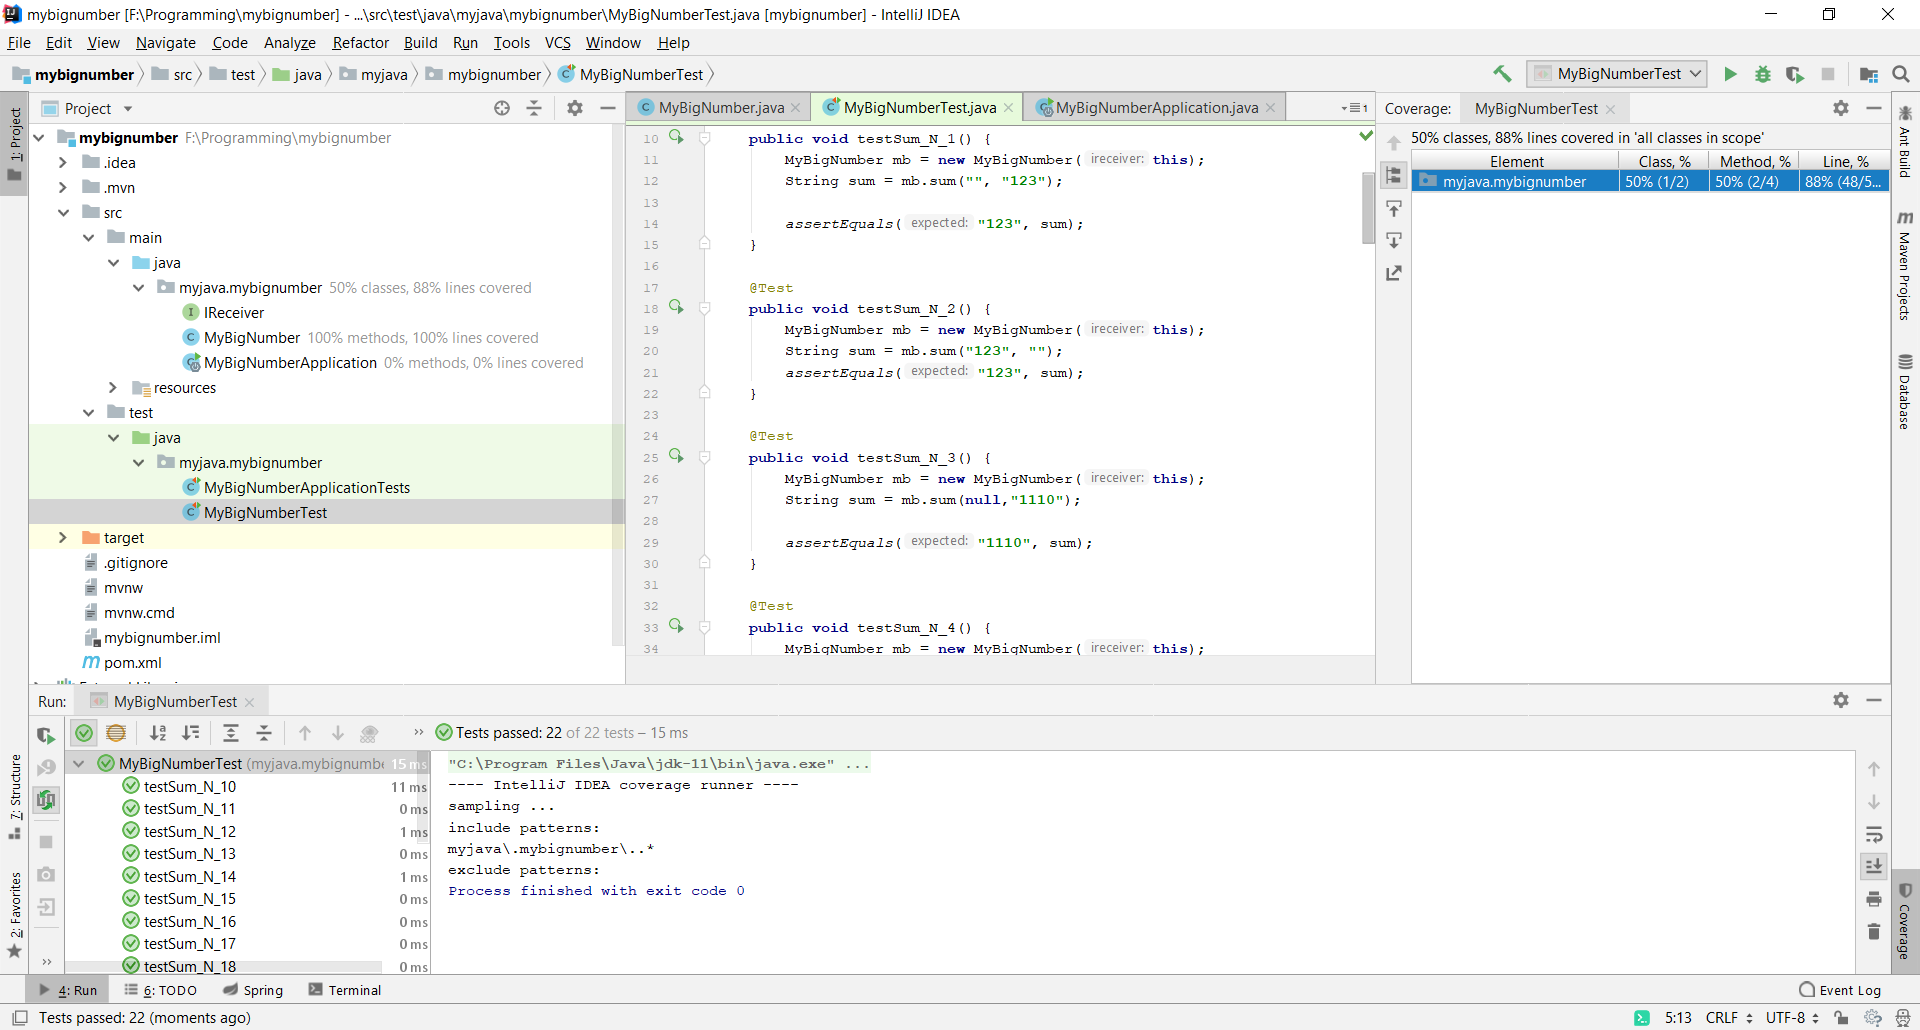 mybignumber [F:\Programming\mybignumber] - ...\src\test\java\myjava\mybignumber\MyBigNumberTest.java [mybignumber] - IntelliJ IDEA
File Edit View Navigate Code Analyze Refactor Build Run Tools VCS Window Help
mybignumber src test java myjava mybignumber MyBigNumberTest
MyBigNumberTest
Project
MyBigNumber.java MyBigNumberTest.java MyBigNumberApplication.java
1
Coverage: MyBigNumberTest
1: Project
mybignumber F:\Programming\mybignumber
.idea
.mvn
src
main
java
myjava.mybignumber 50% classes, 88% lines covered
IReceiver
MyBigNumber 100% methods, 100% lines covered
MyBigNumberApplication 0% methods, 0% lines covered
resources
test
java
myjava.mybignumber
MyBigNumberApplicationTests
MyBigNumberTest
target
.gitignore
mvnw
mvnw.cmd
mybignumber.iml
pom.xml
10 public void testSum_N_1() {
11 MyBigNumber mb = new MyBigNumber( ireceiver: this);
12 String sum = mb.sum("", "123");
13
14 assertEquals( expected: "123", sum);
15 }
16
17 @Test
18 public void testSum_N_2() {
19 MyBigNumber mb = new MyBigNumber( ireceiver: this);
20 String sum = mb.sum("123", "");
21 assertEquals( expected: "123", sum);
22 }
23
24 @Test
25 public void testSum_N_3() {
26 MyBigNumber mb = new MyBigNumber( ireceiver: this);
27 String sum = mb.sum(null,"1110");
28
29 assertEquals( expected: "1110", sum);
30 }
31
32 @Test
33 public void testSum_N_4() {
34 MyBigNumber mb = new MyBigNumber( ireceiver: this);
50% classes, 88% lines covered in 'all classes in scope'
Element Class, % Method, % Line, %
myjava.mybignumber 50% (1/2) 50% (2/4) 88% (48/5...
Ant Build
Maven Projects
Database
Coverage
Run: MyBigNumberTest
Tests passed: 22 of 22 tests – 15 ms
MyBigNumberTest (myjava.mybignumbe 15 ms
testSum_N_10 11 ms
testSum_N_11 0 ms
testSum_N_12 1 ms
testSum_N_13 0 ms
testSum_N_14 1 ms
testSum_N_15 0 ms
testSum_N_16 0 ms
testSum_N_17 0 ms
testSum_N_18 0 ms
"C:\Program Files\Java\jdk-11\bin\java.exe" ...
---- IntelliJ IDEA coverage runner ----
sampling ...
include patterns:
myjava\.mybignumber\..*
exclude patterns:
Process finished with exit code 0
7: Structure
2: Favorites
4: Run 6: TODO Spring Terminal Event Log
Tests passed: 22 (moments ago) 5:13 CRLF UTF-8